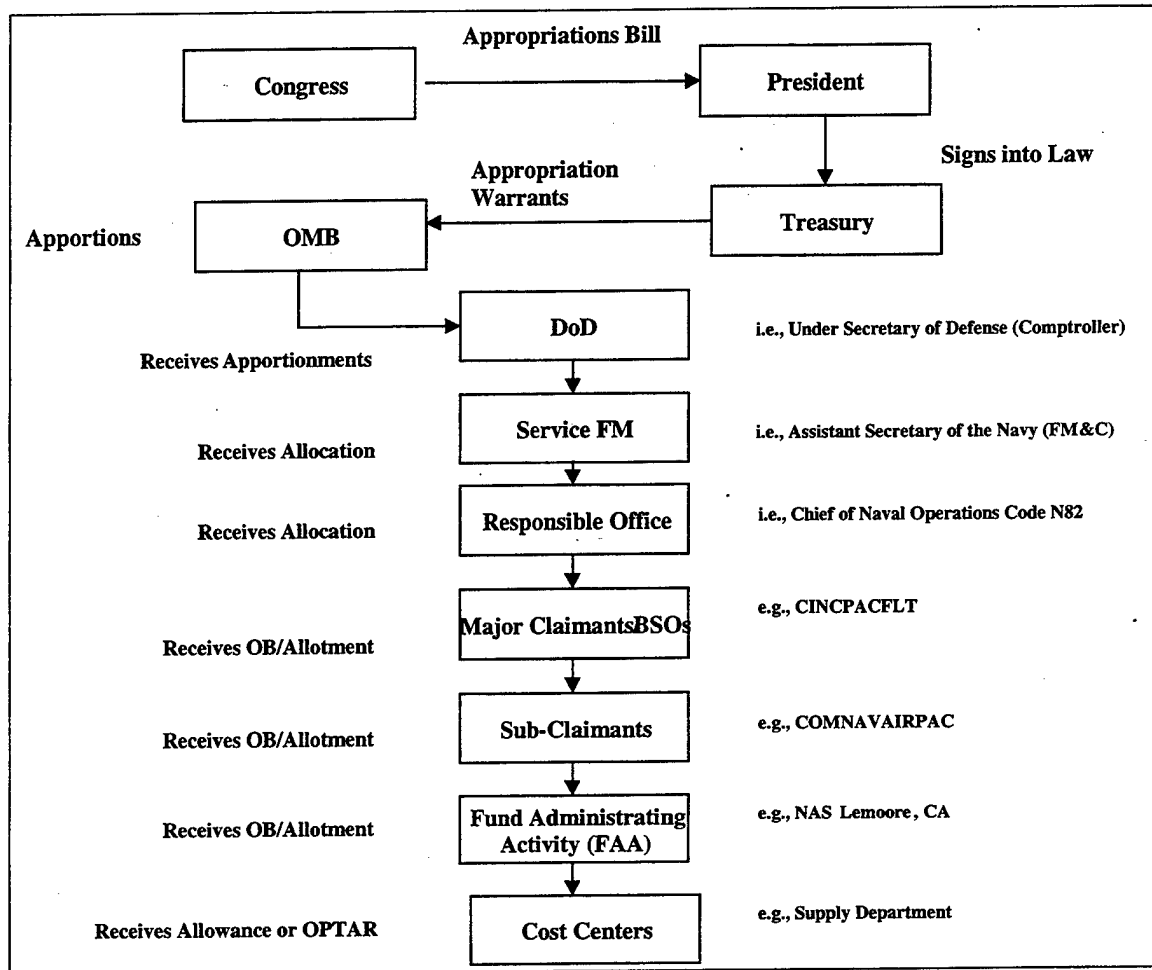 Appropriations Bill
Congress
President
Signs into Law
Appropriation
Warrants
Treasury
Apportions
OMB
DoD
i.e., Under Secretary of Defense (Comptroller)
Receives Apportionments
Service FM
i.e., Assistant Secretary of the Navy (FM&C)
Receives Allocation
Responsible Office
i.e., Chief of Naval Operations Code N82
Receives Allocation
Major Claimants BSOs
e.g., CINCPACFLT
Receives OB/Allotment
Sub-Claimants
e.g., COMNAVAIRPAC
Receives OB/Allotment
Fund Administrating
Activity (FAA)
e.g., NAS Lemoore, CA
Receives OB/Allotment
Cost Centers
e.g., Supply Department
Receives Allowance or OPTAR